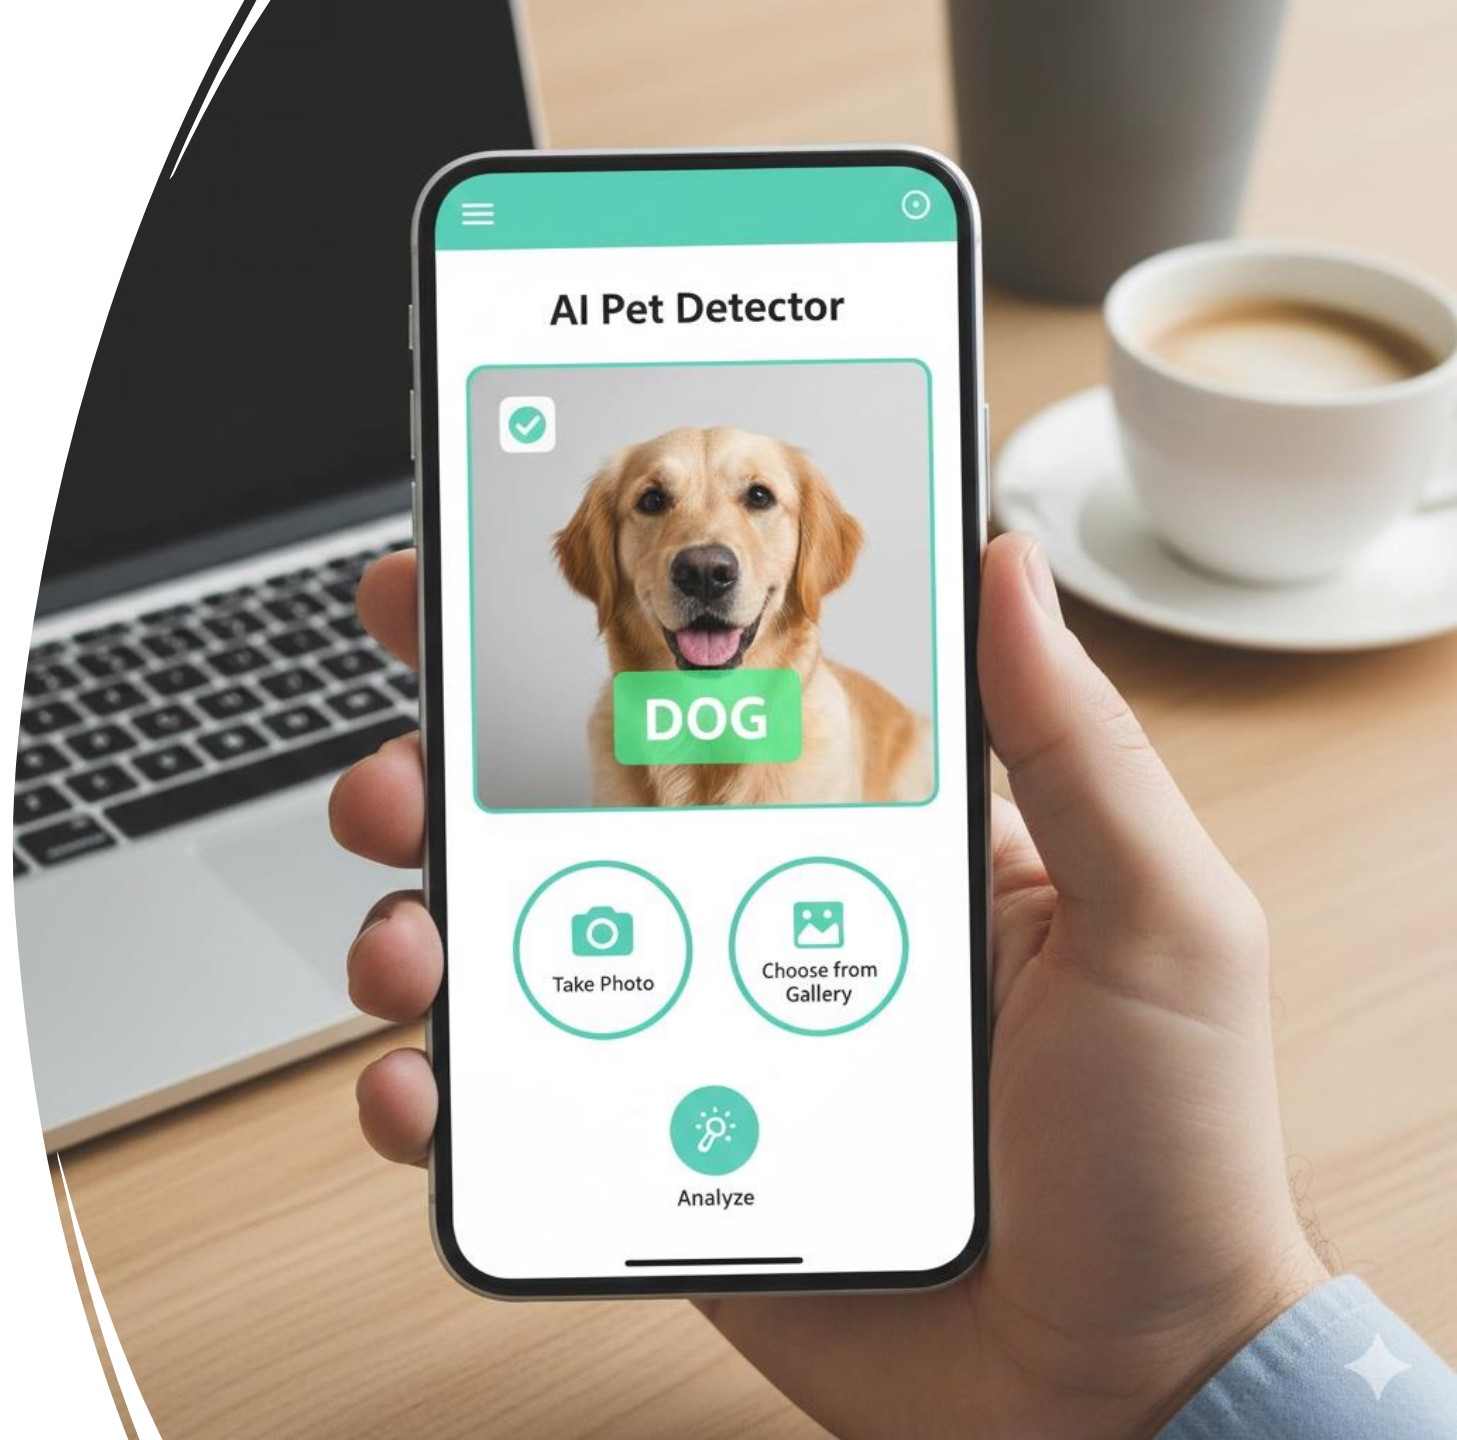 AI Pet Detector
DOG
Take Photo
Choose from
Gallery
Analyze